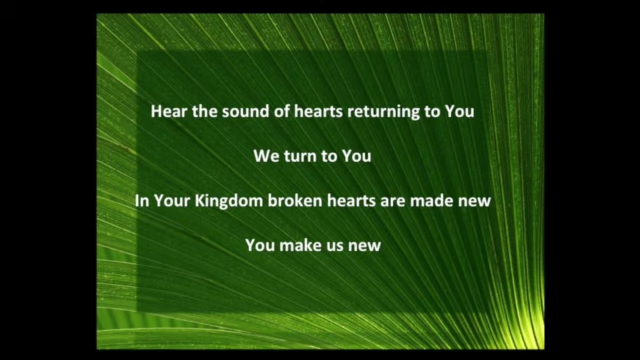 Hear the sound of hearts returning to You
We turn to You
In Your Kingdom broken hearts are made new
You make us new